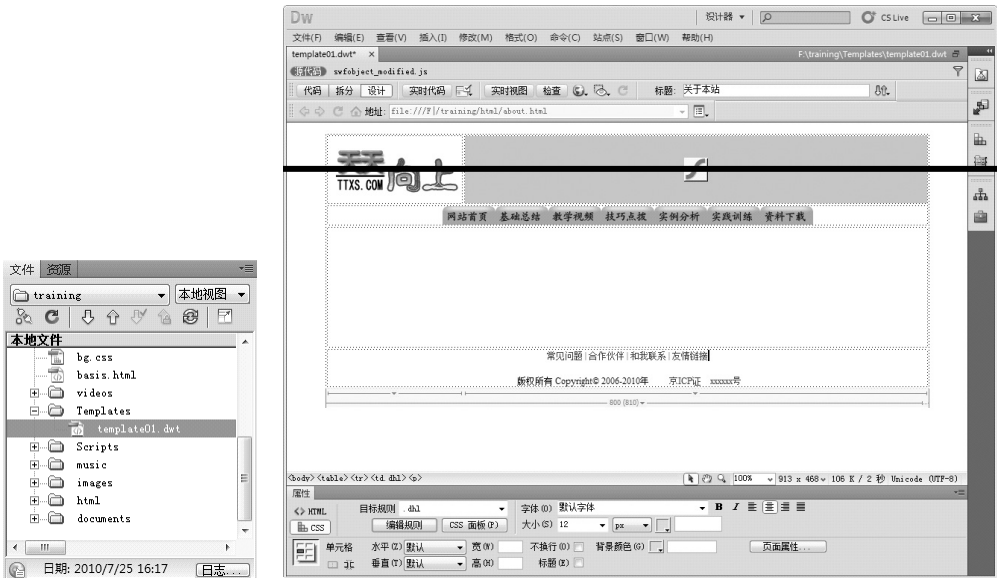 文件 资源
training 本地视图
本地文件
bg.css
basis.html
videos
Templates
template01.dwt
Scripts
music
images
html
documents
日期: 2010/7/25 16:17 日志...
Dw 设计器 CS Live
文件(F) 编辑(E) 查看(V) 插入(I) 修改(M) 格式(O) 命令(C) 站点(S) 窗口(W) 帮助(H)
template01.dwt* × F:\training\Templates\template01.dwt
源代码 swfobject_modified.js
代码 拆分 设计 实时代码 实时视图 检查 标题: 关于本站
地址: file:///F|/training/html/about.html
天天向上
TTXS.COM
网站首页 基础总结 教学视频 技巧点拨 实例分析 实践训练 资料下载
常见问题 | 合作伙伴 | 和我联系 | 友情链接
版权所有 Copyright© 2006-2010年 京ICP证 xxxxxx号
800 (810)
<body> <table> <tr> <td.dhl> <p> 100% 913 x 468 106 K / 2 秒 Unicode (UTF-8)
属性
<> HTML 目标规则 .dhl 字体(O) 默认字体 B I
CSS 编辑规则 CSS 面板(P) 大小(S) 12 px
单元格 水平(Z) 默认 宽(W) 不换行(O) 背景颜色(G) 页面属性...
垂直(T) 默认 高(H) 标题(E)